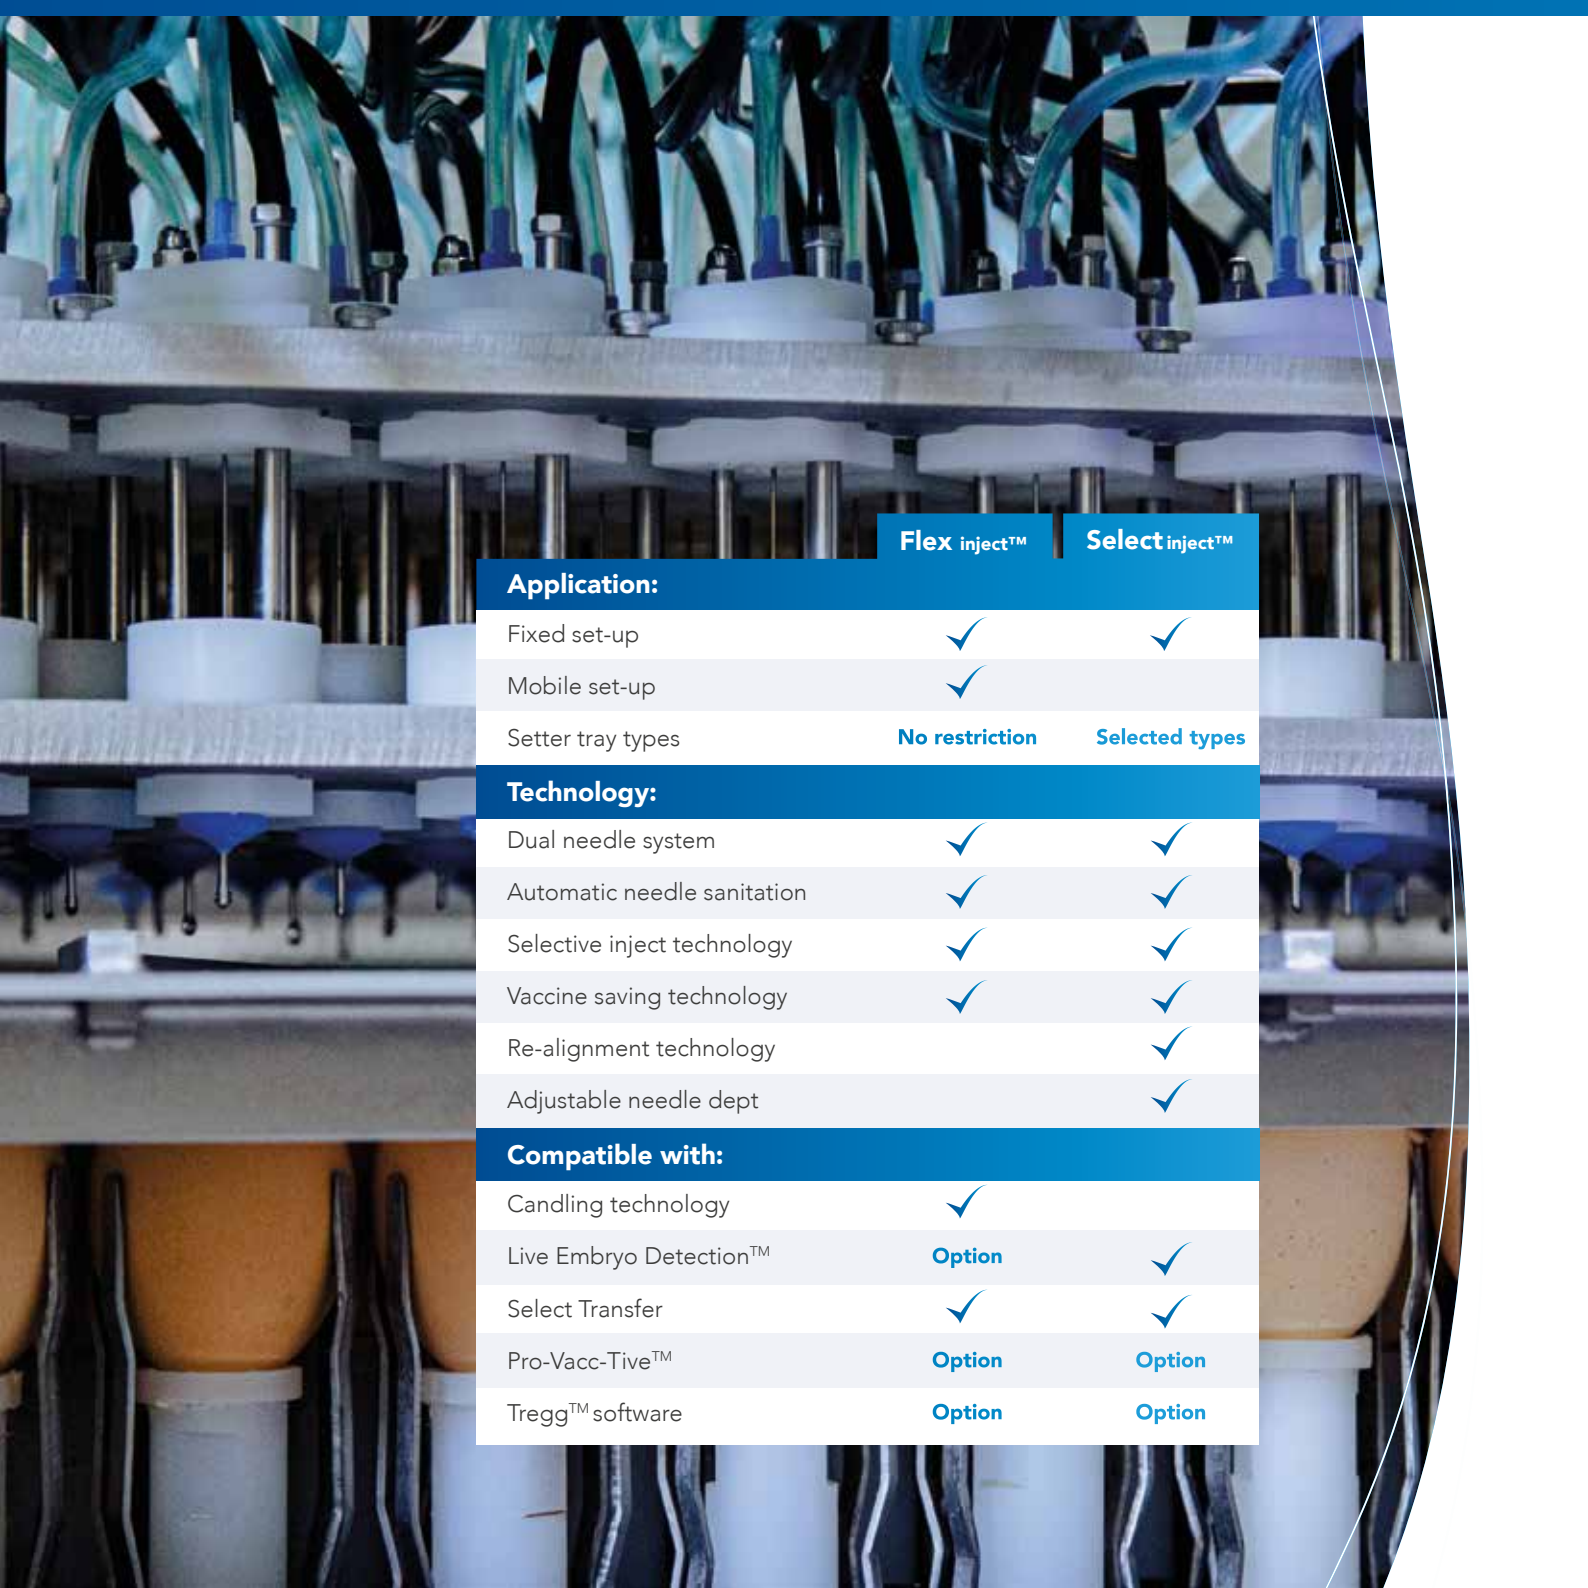 Flex inject™ Select inject™
Application:
Fixed set-up ✓ ✓
Mobile set-up ✓
Setter tray types No restriction Selected types
Technology:
Dual needle system ✓ ✓
Automatic needle sanitation ✓ ✓
Selective inject technology ✓ ✓
Vaccine saving technology ✓ ✓
Re-alignment technology ✓
Adjustable needle dept ✓
Compatible with:
Candling technology ✓
Live Embryo Detection™ Option ✓
Select Transfer ✓ ✓
Pro-Vacc-Tive™ Option Option
Tregg™ software Option Option